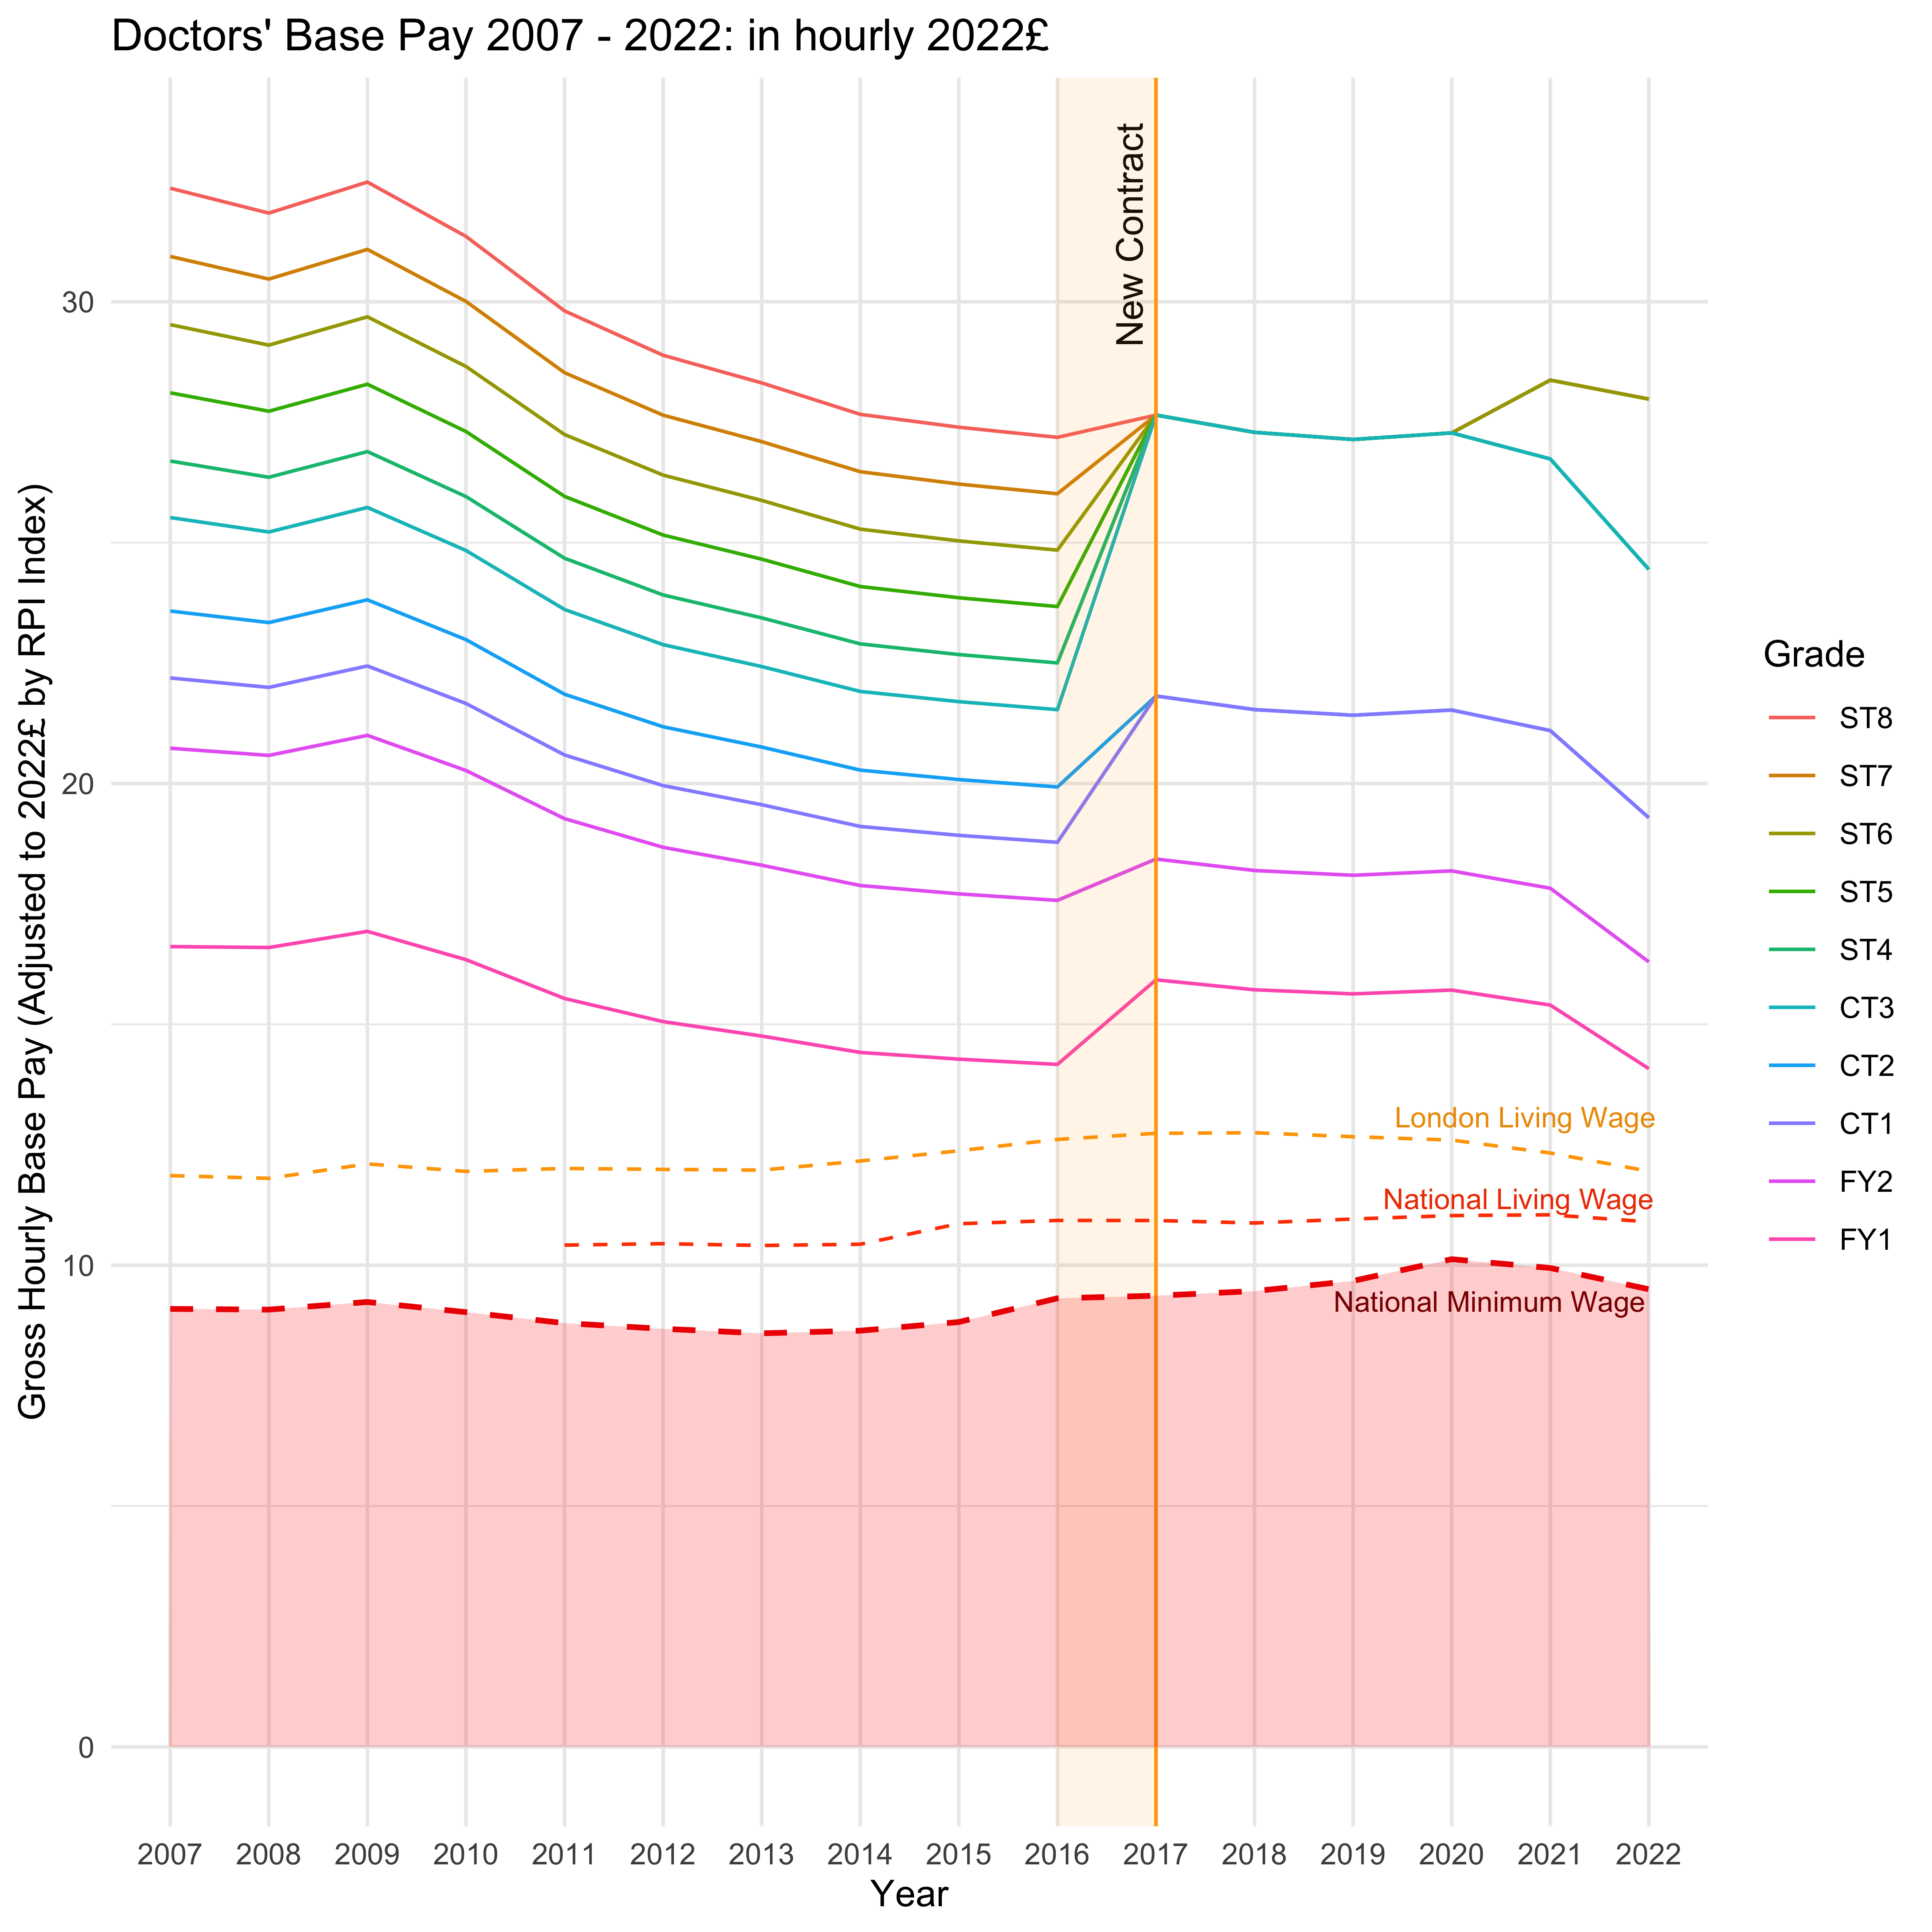 Doctors' Base Pay 2007 - 2022: in hourly 2022£
Gross Hourly Base Pay (Adjusted to 2022£ by RPI Index)
30
20
10
0
New Contract
London Living Wage
National Living Wage
National Minimum Wage
2007 2008 2009 2010 2011 2012 2013 2014 2015 2016 2017 2018 2019 2020 2021 2022
Year
Grade
ST8
ST7
ST6
ST5
ST4
CT3
CT2
CT1
FY2
FY1